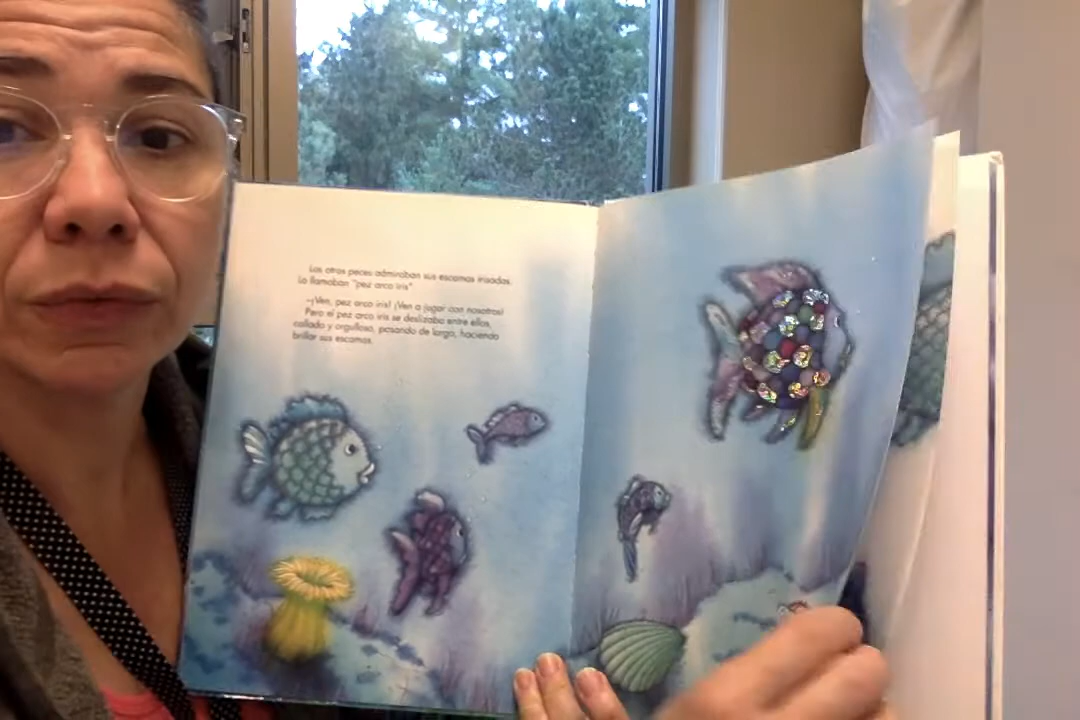 Los otros peces admiraban sus escamas irisadas.
Lo llamaban "pez arco iris"
–¡Ven, pez arco iris! ¡Ven a jugar con nosotros!
Pero el pez arco iris se deslizaba entre ellos,
callado y orgulloso, pasando de largo, haciendo
brillar sus escamas.